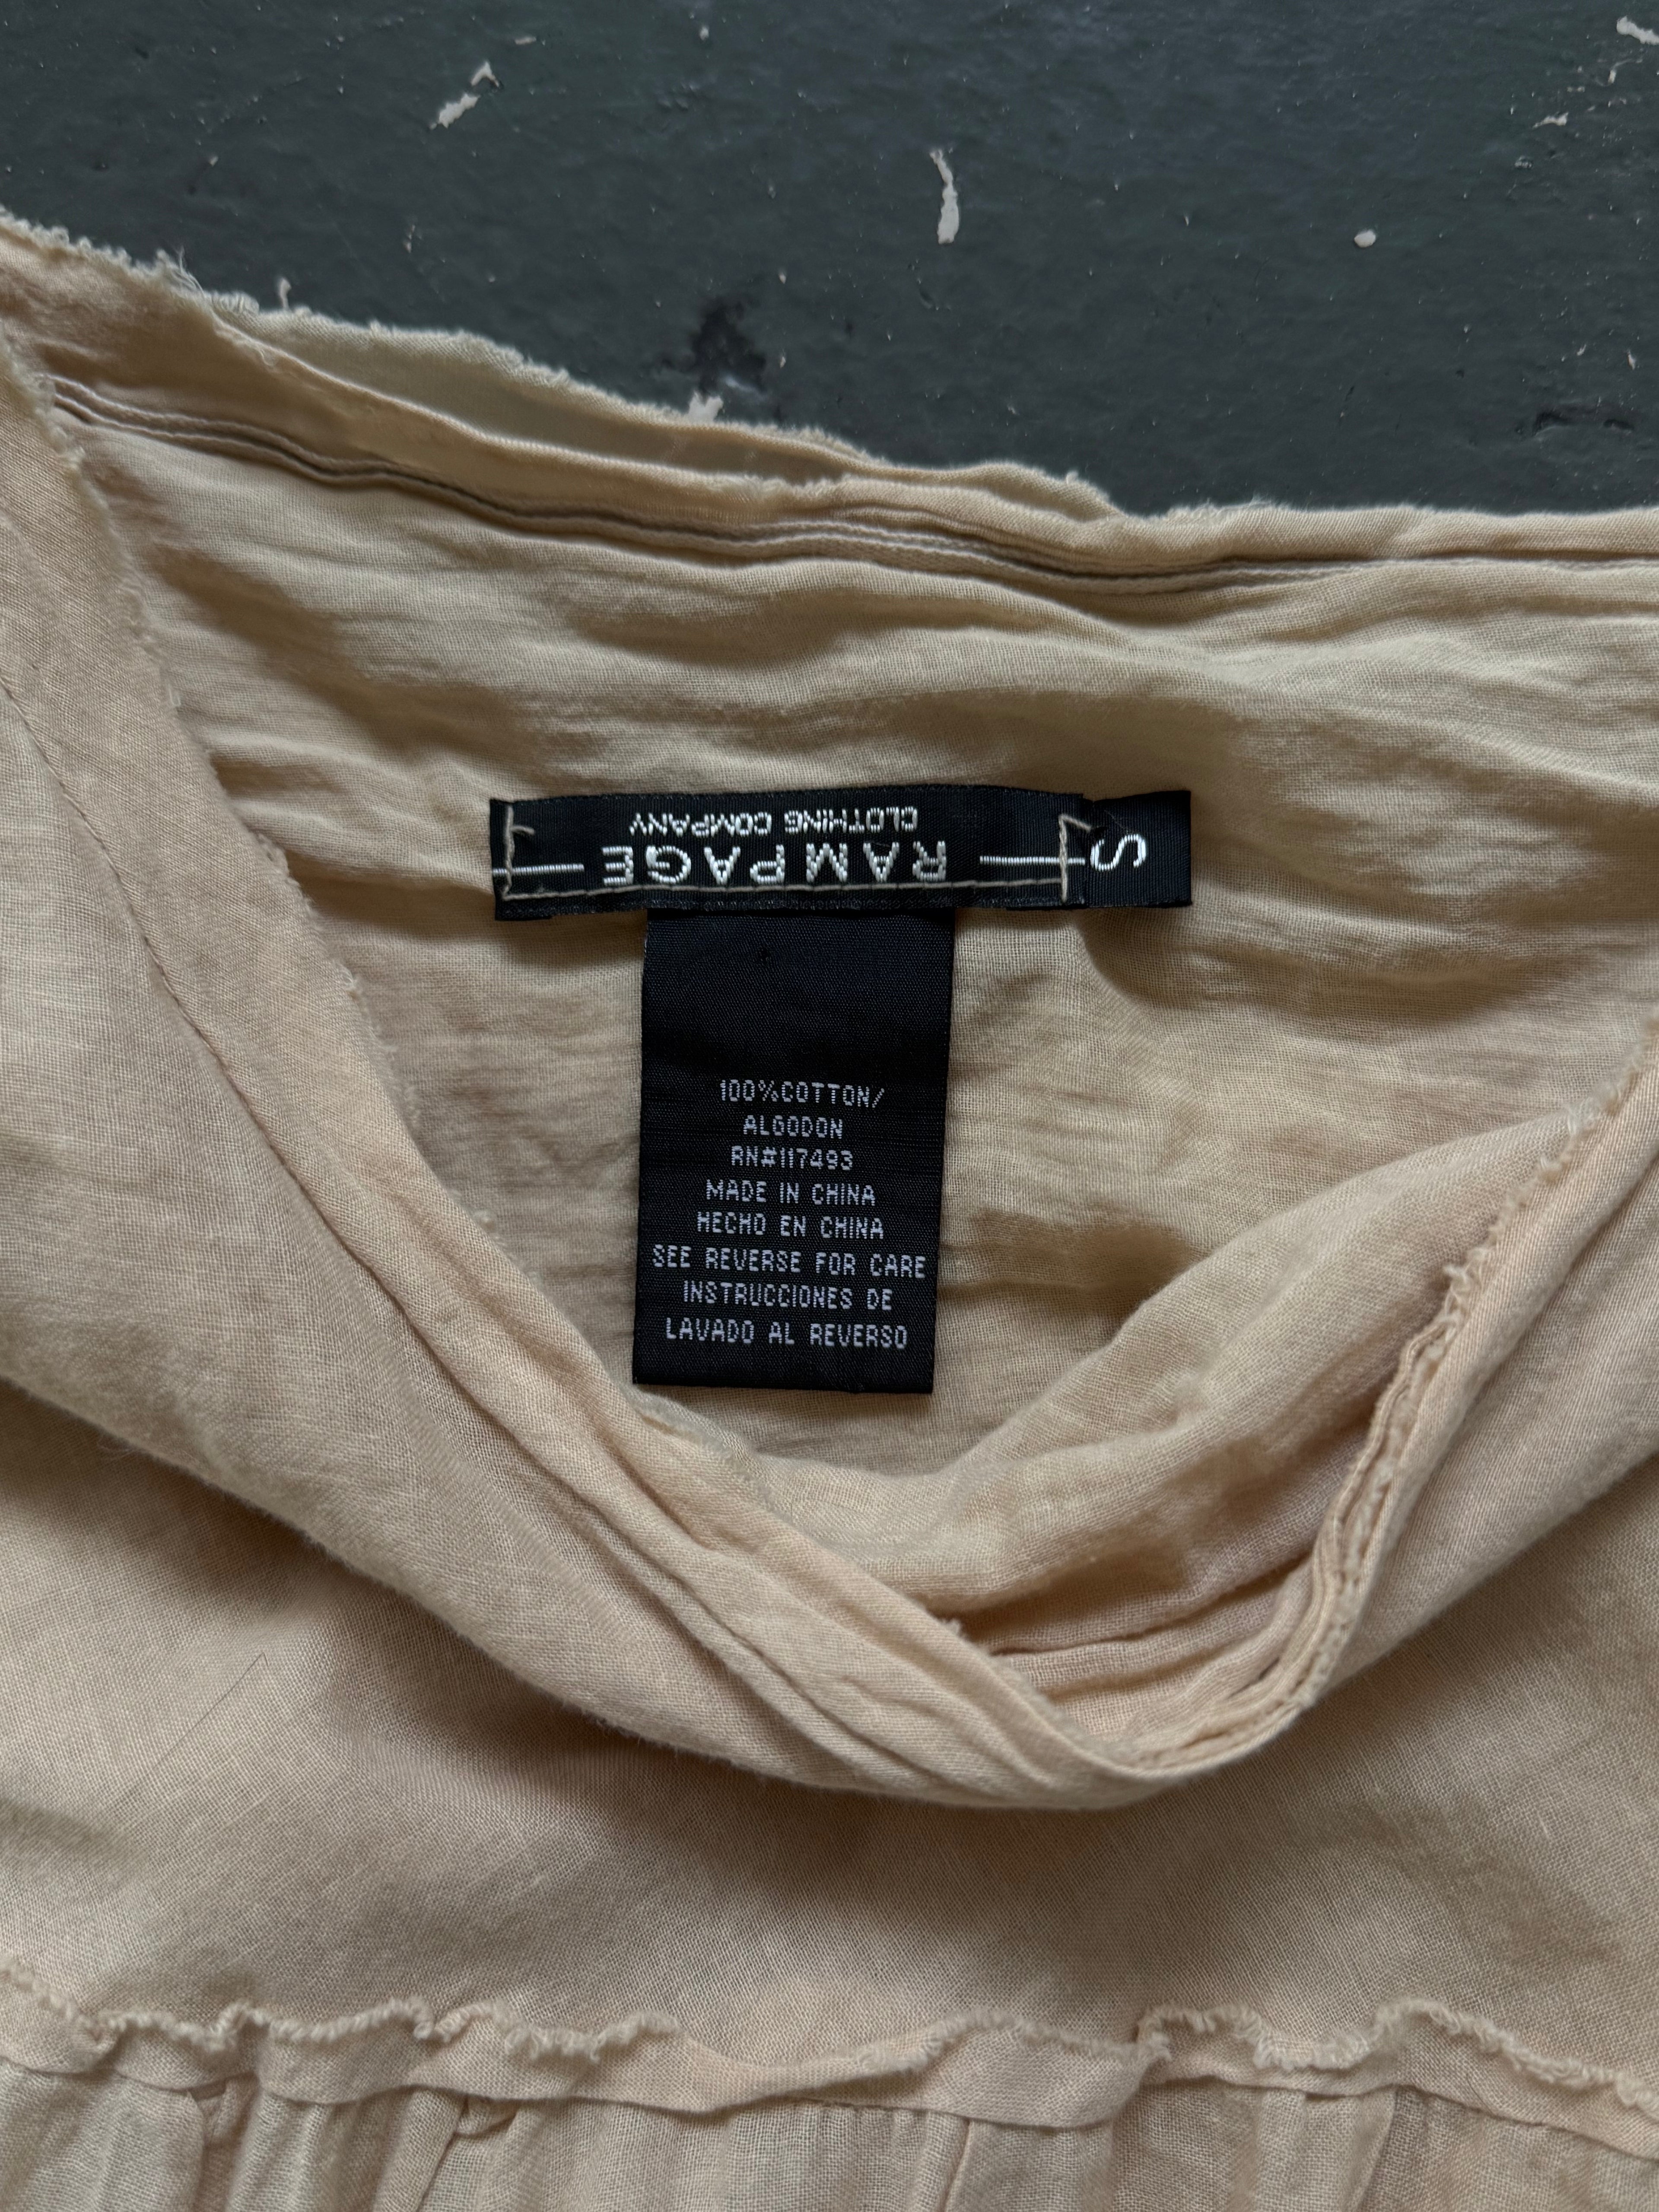 RAMPAGE
CLOTHING COMPANY
S
100%COTTON/
ALGODON
RN#117493
MADE IN CHINA
HECHO EN CHINA
SEE REVERSE FOR CARE
INSTRUCCIONES DE
LAVADO AL REVERSO